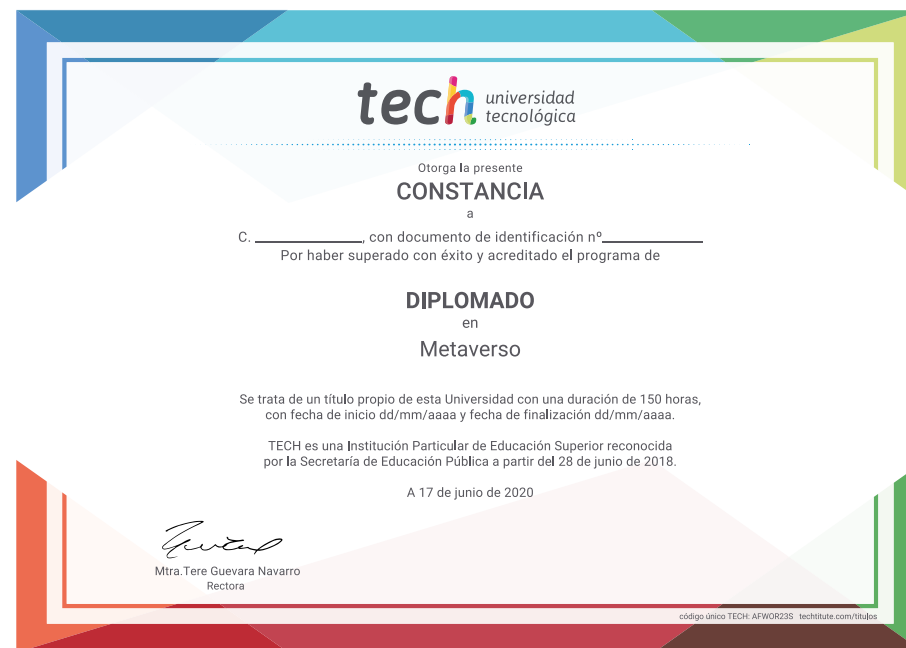 tech universidad
tecnológica
Otorga la presente
CONSTANCIA
a
C. ____________, con documento de identificación nº____________
Por haber superado con éxito y acreditado el programa de
DIPLOMADO
en
Metaverso
Se trata de un título propio de esta Universidad con una duración de 150 horas,
con fecha de inicio dd/mm/aaaa y fecha de finalización dd/mm/aaaa.
TECH es una Institución Particular de Educación Superior reconocida
por la Secretaría de Educación Pública a partir del 28 de junio de 2018.
A 17 de junio de 2020
Mtra.Tere Guevara Navarro
Rectora
código único TECH: AFWOR23S techtitute.com/titulos